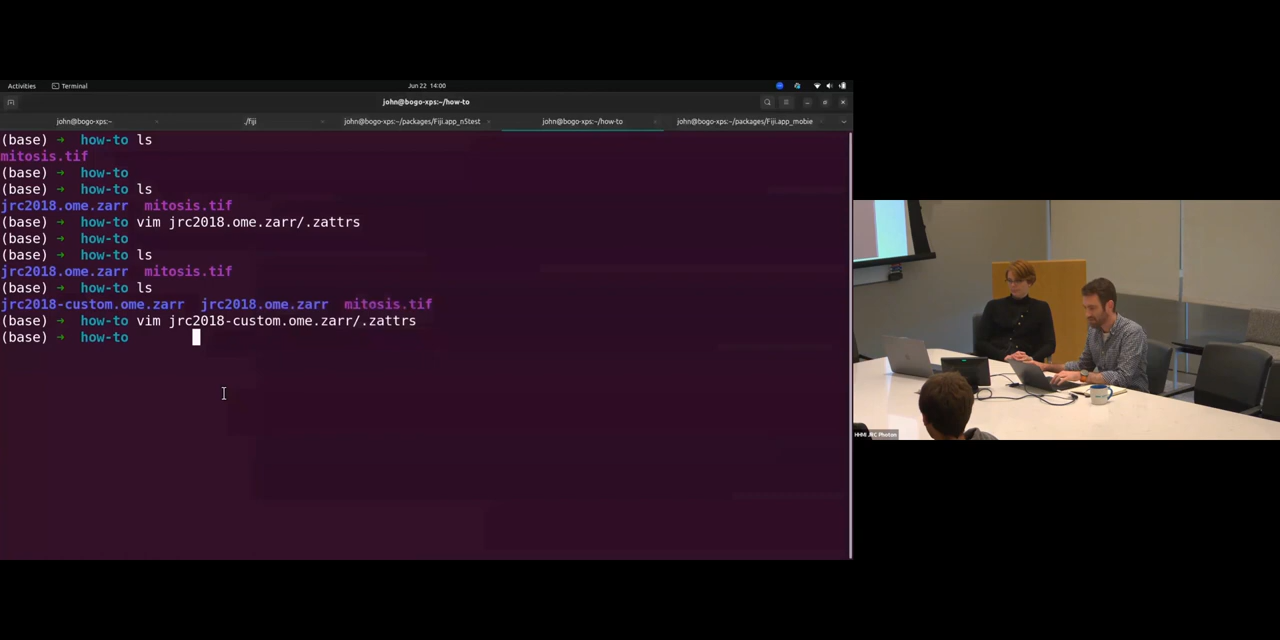 Activities Terminal Jun 22 14:00
john@bogo-xps:~/how-to
john@bogo-xps:~ ./fiji john@bogo-xps:~/packages/Fiji.app_n5test john@bogo-xps:~/how-to john@bogo-xps:~/packages/Fiji.app_mobie
(base) → how-to ls
mitosis.tif
(base) → how-to
(base) → how-to ls
jrc2018.ome.zarr mitosis.tif
(base) → how-to vim jrc2018.ome.zarr/.zattrs
(base) → how-to
(base) → how-to ls
jrc2018.ome.zarr mitosis.tif
(base) → how-to ls
jrc2018-custom.ome.zarr jrc2018.ome.zarr mitosis.tif
(base) → how-to vim jrc2018-custom.ome.zarr/.zattrs
(base) → how-to
HHMI JRC Photon